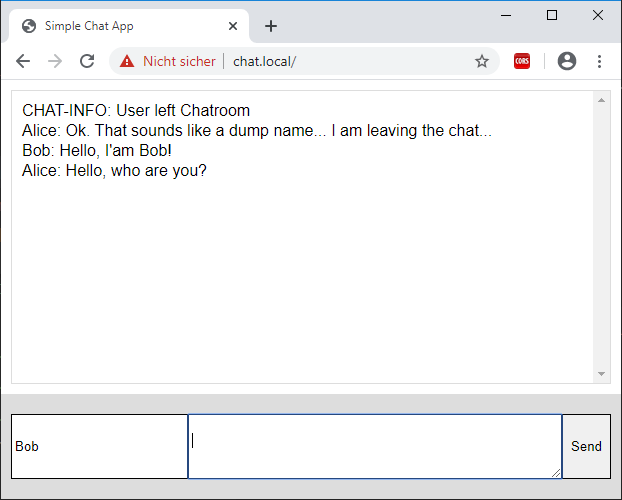 Simple Chat App
Nicht sicher
chat.local/
CORS
CHAT-INFO: User left Chatroom
Alice: Ok. That sounds like a dump name... I am leaving the chat...
Bob: Hello, I'am Bob!
Alice: Hello, who are you?
Bob
Send